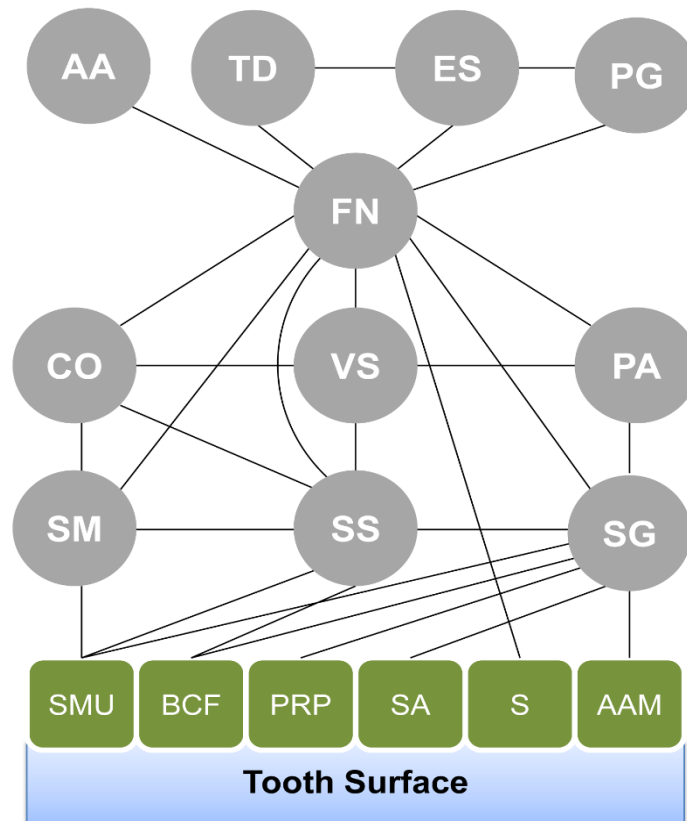 AA TD ES PG
FN
CO VS PA
SM SS SG
SMU BCF PRP SA S AAM
Tooth Surface